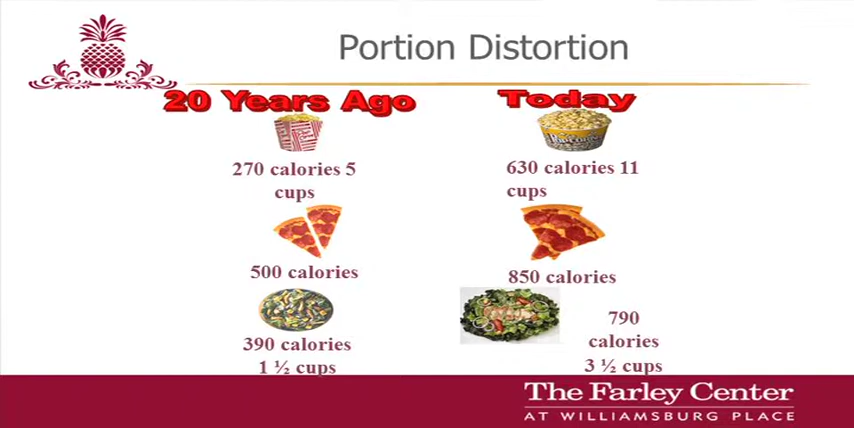 Portion Distortion
20 Years Ago
Today
270 calories 5
cups
630 calories 11
cups
500 calories
850 calories
390 calories
1 ½ cups
790
calories
3 ½ cups
The Farley Center
AT WILLIAMSBURG PLACE